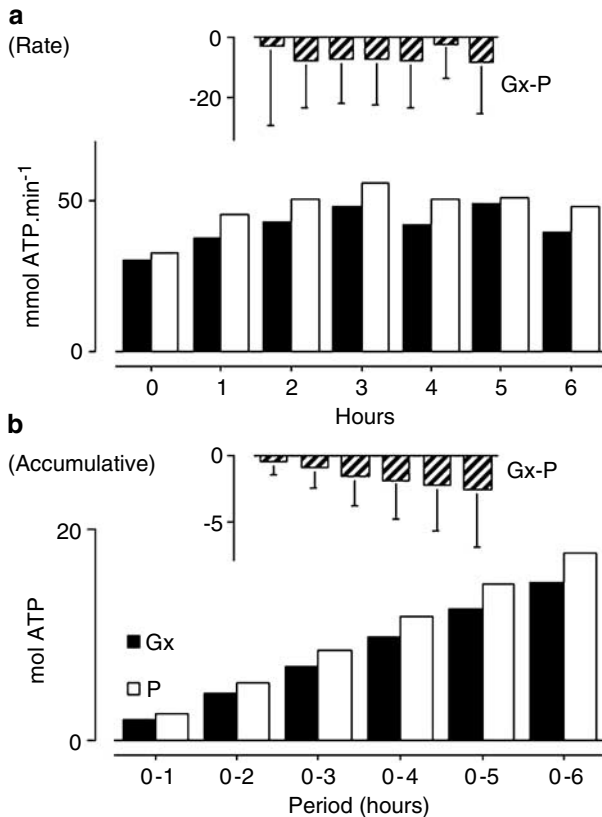 a
(Rate)
0
-20
Gx-P
mmol ATP.min⁻¹
50
0
0 1 2 3 4 5 6
Hours
b
(Accumulative)
0
-5
Gx-P
mol ATP
20
0
Gx
P
0-1 0-2 0-3 0-4 0-5 0-6
Period (hours)